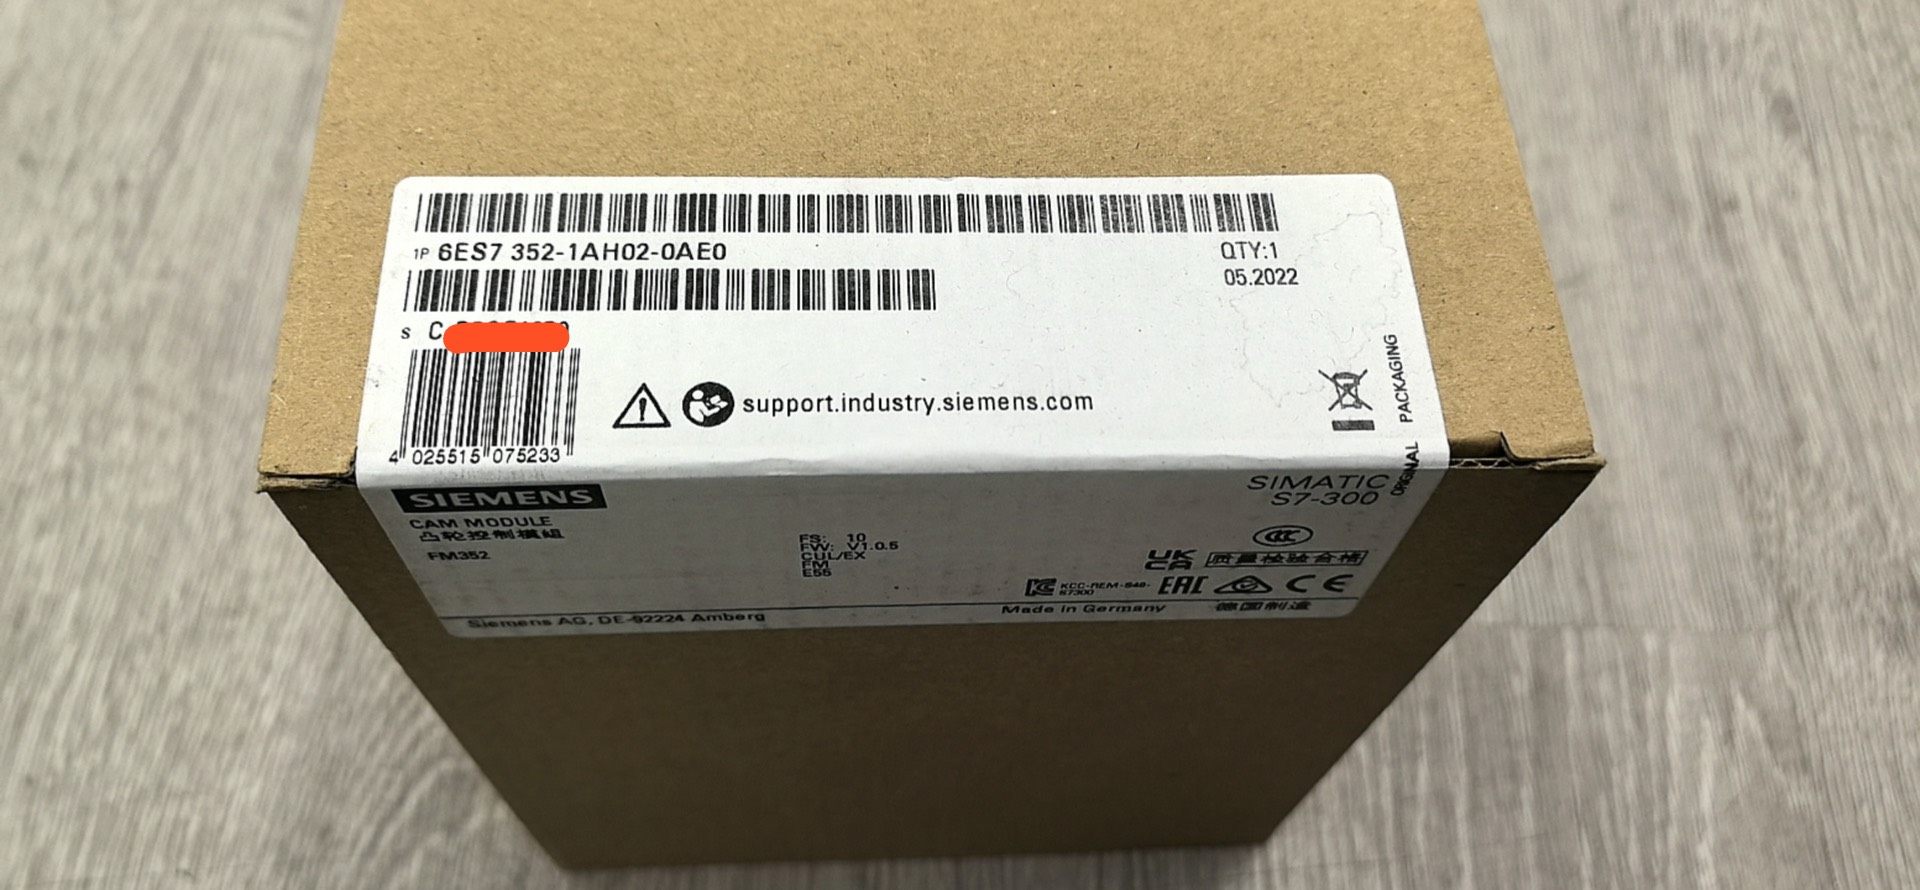 1P 6ES7 352-1AH02-0AE0
QTY:1
05.2022
S C
support.industry.siemens.com
4 025515 075233
ORIGINAL PACKAGING
SIEMENS
SIMATIC
S7-300
CAM MODULE
凸轮控制模组
FM352
FS: 10
FW: V1.0.5
CUL/EX
FM
E55
CCC
UK
CA
质量检验合格
KCC-REM-S49-
S7300
EAC
CE
Made in Germany
德国制造
Siemens AG, DE-92224 Amberg